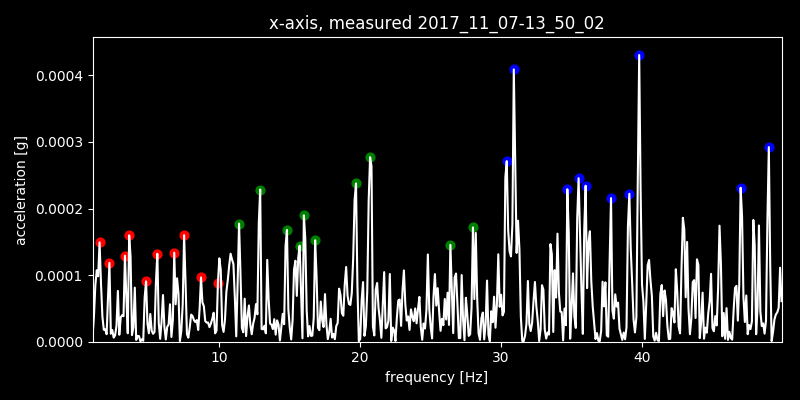 x-axis, measured 2017_11_07-13_50_02
acceleration [g]
0.0004
0.0003
0.0002
0.0001
0.0000
10 20 30 40
frequency [Hz]